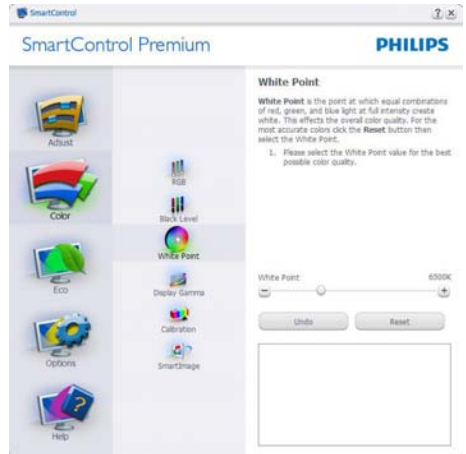 SmartControl
SmartControl Premium
PHILIPS
Adjust
Color
Eco
Options
Help
RGB
Black Level
White Point
Display Gamma
Calibration
SmartImage
White Point
White Point is the point at which equal combinations
of red, green, and blue light at full intensity create
white. This effects the overall color quality. For the
most accurate colors click the Reset button then
select the White Point.
1. Please select the White Point value for the best
possible color quality.
White Point 6500K
Undo Reset